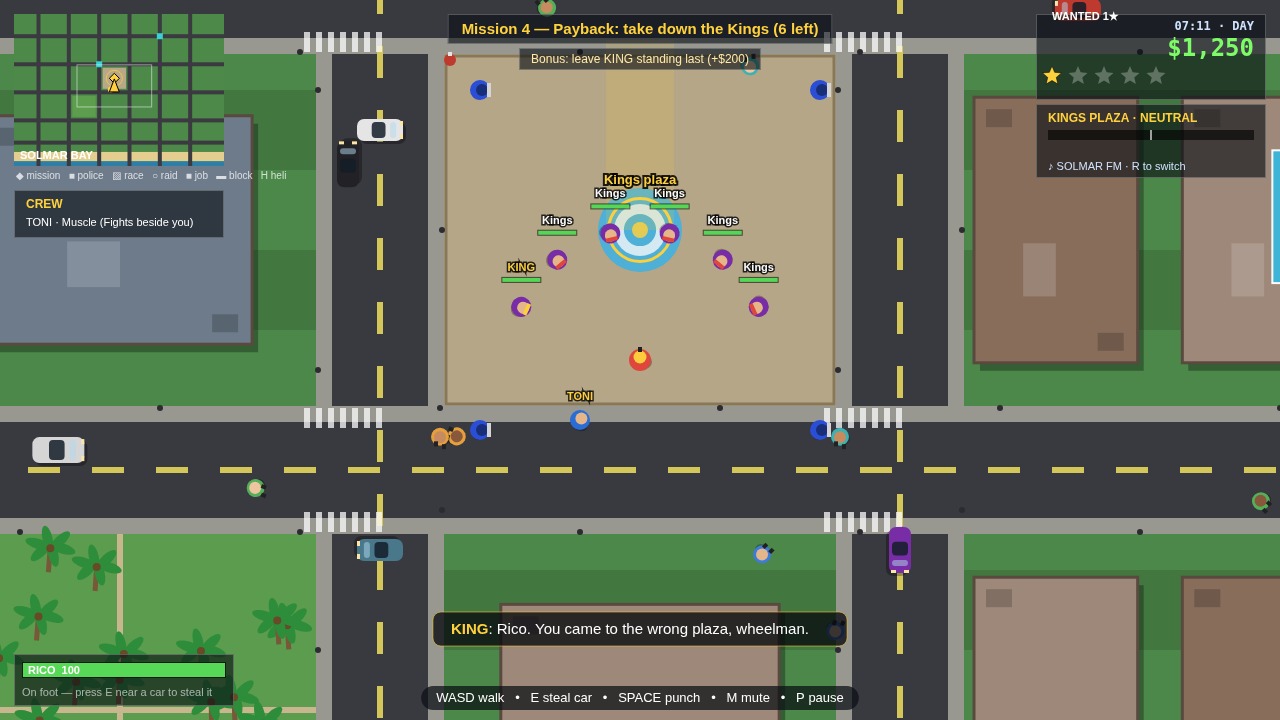 Mission 4 — Payback: take down the Kings (6 left)
Bonus: leave KING standing last (+$200)
WANTED 1★
07:11 · DAY
$1,250
KINGS PLAZA · NEUTRAL
♪ SOLMAR FM · R to switch
SOLMAR BAY
◆ mission ■ police ▨ race ○ raid ■ job ▬ block H heli
CREW
TONI · Muscle (Fights beside you)
Kings plaza
Kings Kings
Kings Kings
KING Kings
TONI
KING: Rico. You came to the wrong plaza, wheelman.
RICO 100
On foot — press E near a car to steal it
WASD walk • E steal car • SPACE punch • M mute • P pause